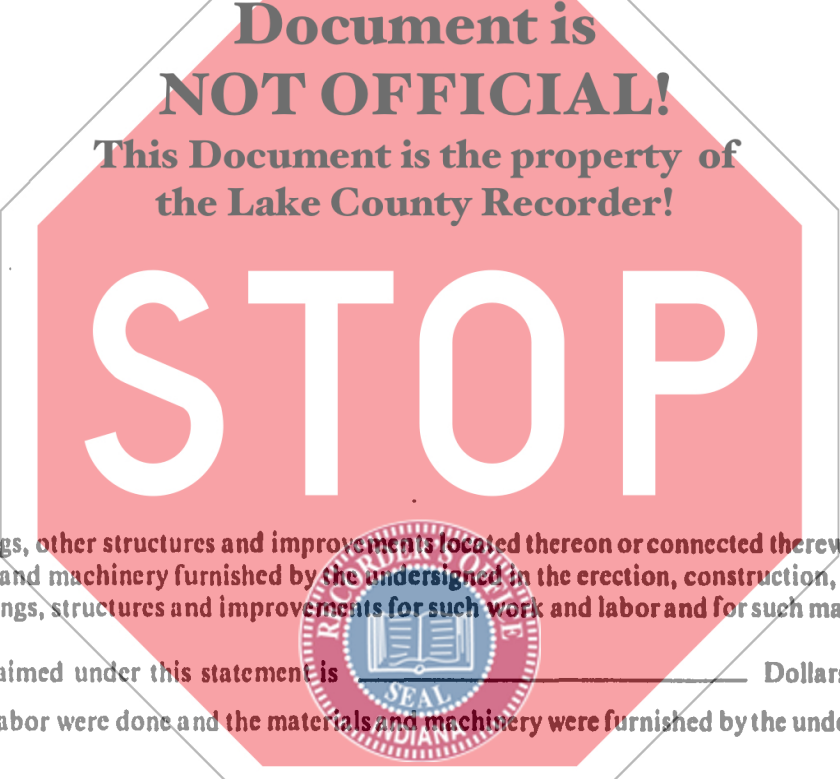 Document is
NOT OFFICIAL!
This Document is the property of
the Lake County Recorder!
STOP
gs, other structures and improvements located thereon or connected therew
and machinery furnished by the undersigned in the erection, construction,
ngs, structures and improvements for such work and labor and for such ma
aimed under this statement is Dollars
abor were done and the materials and machinery were furnished by the unde
RECORDER'S OFFICE
SEAL
INDIANA